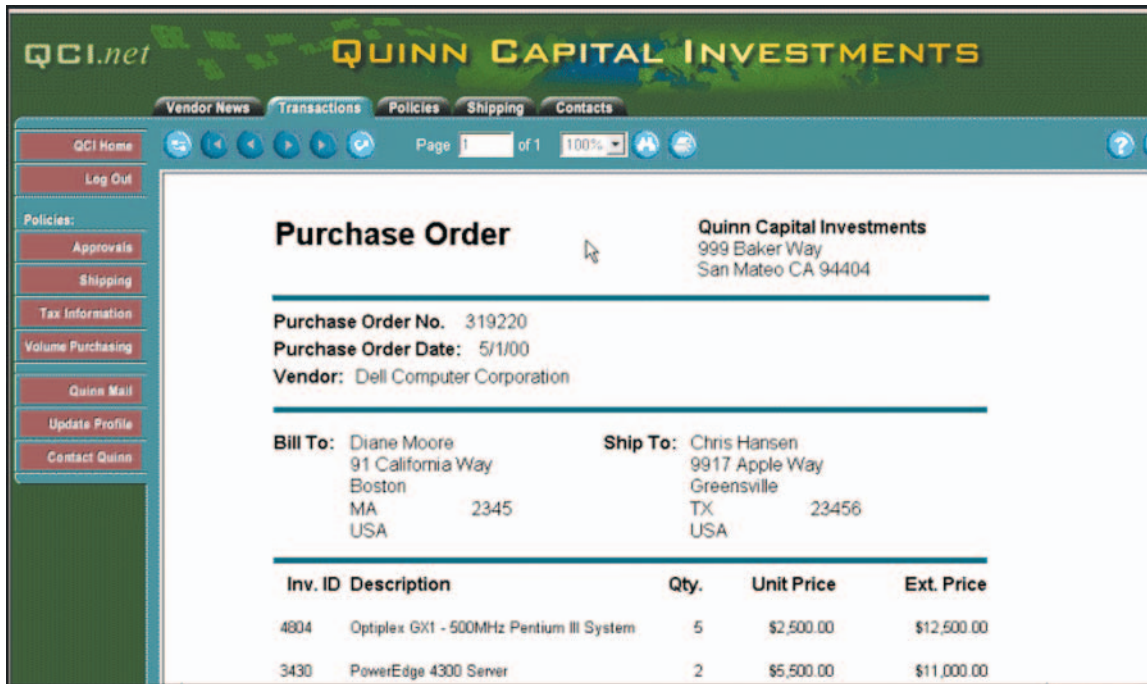 QCI.net
QUINN CAPITAL INVESTMENTS
Vendor News Transactions Policies Shipping Contacts
Page 1 of 1 100%
?
QCI Home
Log Out
Policies:
Approvals
Shipping
Tax Information
Volume Purchasing
Quinn Mail
Update Profile
Contact Quinn
Purchase Order
Quinn Capital Investments
999 Baker Way
San Mateo CA 94404
Purchase Order No. 319220
Purchase Order Date: 5/1/00
Vendor: Dell Computer Corporation
Bill To: Diane Moore
91 California Way
Boston
MA 2345
USA
Ship To: Chris Hansen
9917 Apple Way
Greensville
TX 23456
USA
Inv. ID Description Qty. Unit Price Ext. Price
4804 Optiplex GX1 - 500MHz Pentium III System 5 $2,500.00 $12,500.00
3430 PowerEdge 4300 Server 2 $5,500.00 $11,000.00